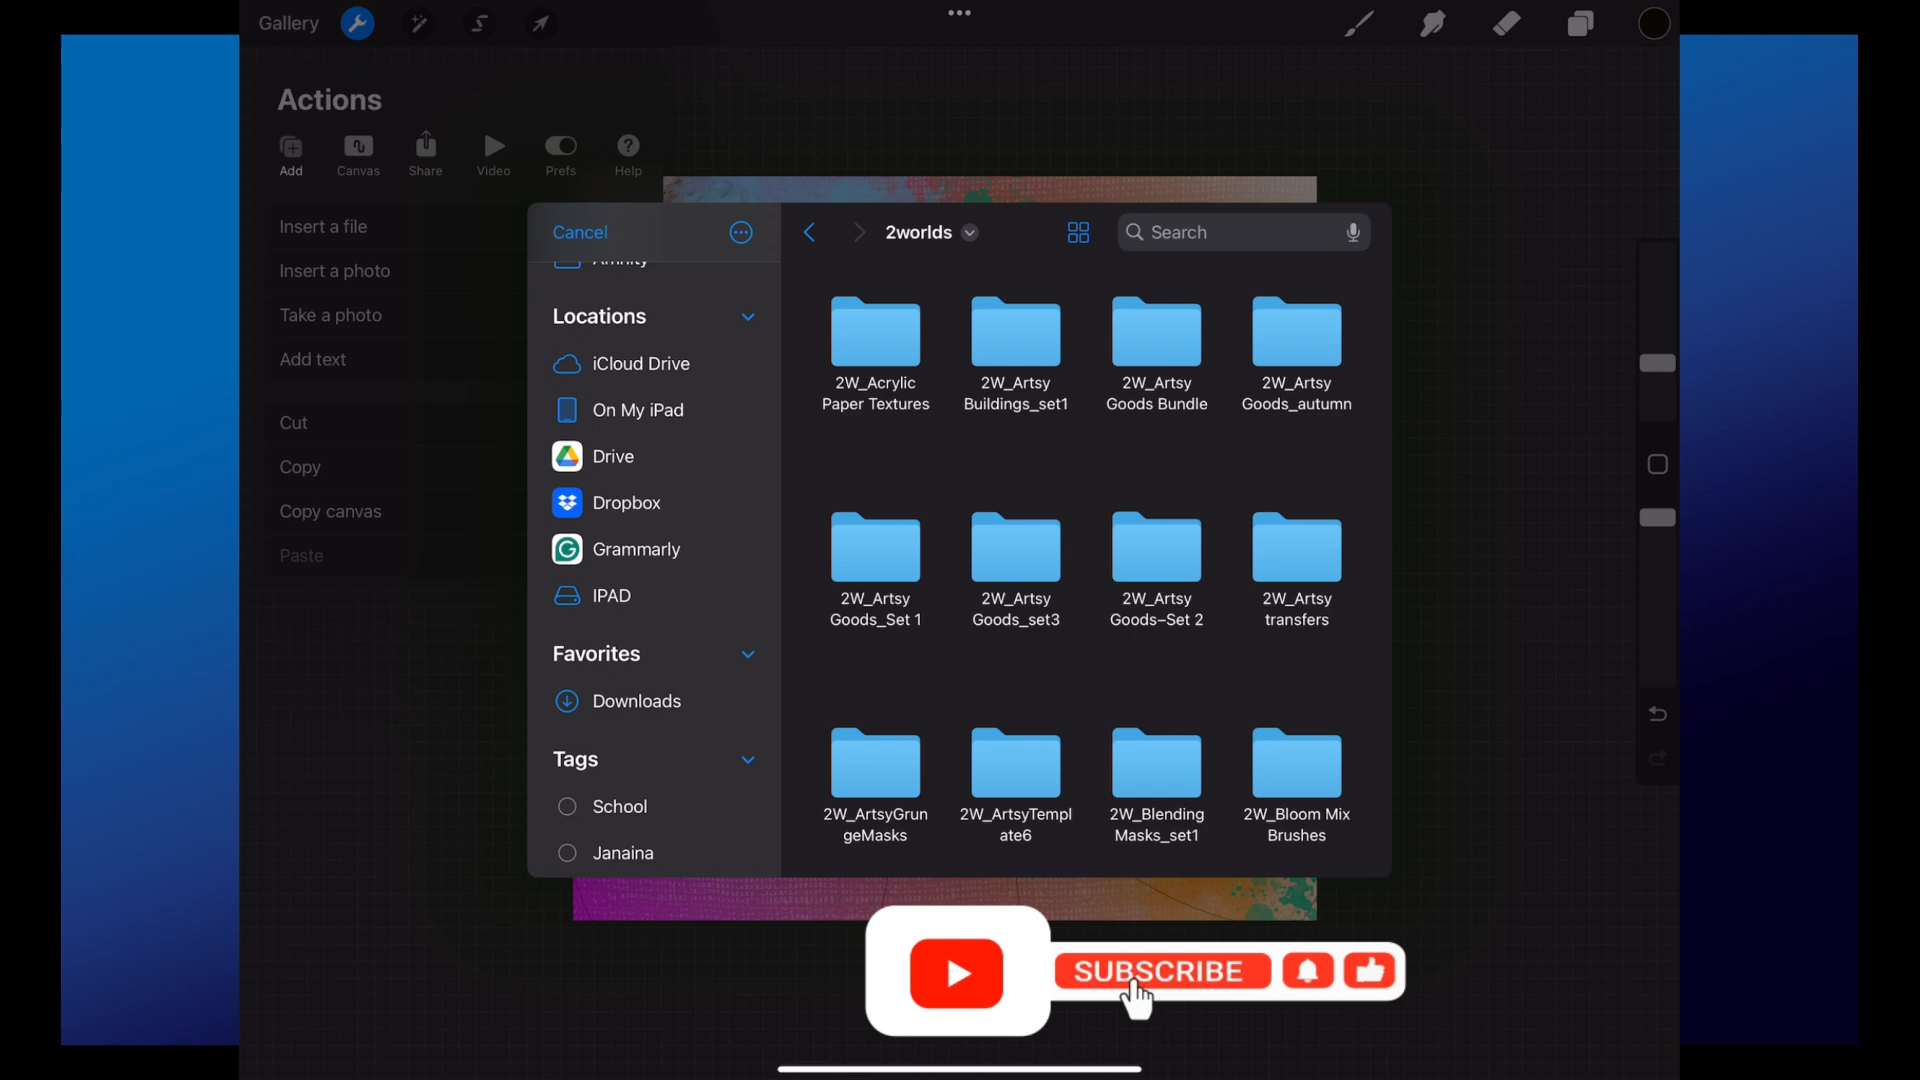 Gallery
Actions
Add
Canvas
Share
Video
Prefs
Help
Insert a file
Insert a photo
Take a photo
Add text
Cut
Copy
Copy canvas
Paste
Cancel
Affinity
Locations
iCloud Drive
On My iPad
Drive
Dropbox
Grammarly
IPAD
Favorites
Downloads
Tags
School
Janaina
2worlds
Search
2W_Acrylic
Paper Textures
2W_Artsy
Buildings_set1
2W_Artsy
Goods Bundle
2W_Artsy
Goods_autumn
2W_Artsy
Goods_Set 1
2W_Artsy
Goods_set3
2W_Artsy
Goods–Set 2
2W_Artsy
transfers
2W_ArtsyGrun
geMasks
2W_ArtsyTempl
ate6
2W_Blending
Masks_set1
2W_Bloom Mix
Brushes
SUBSCRIBE